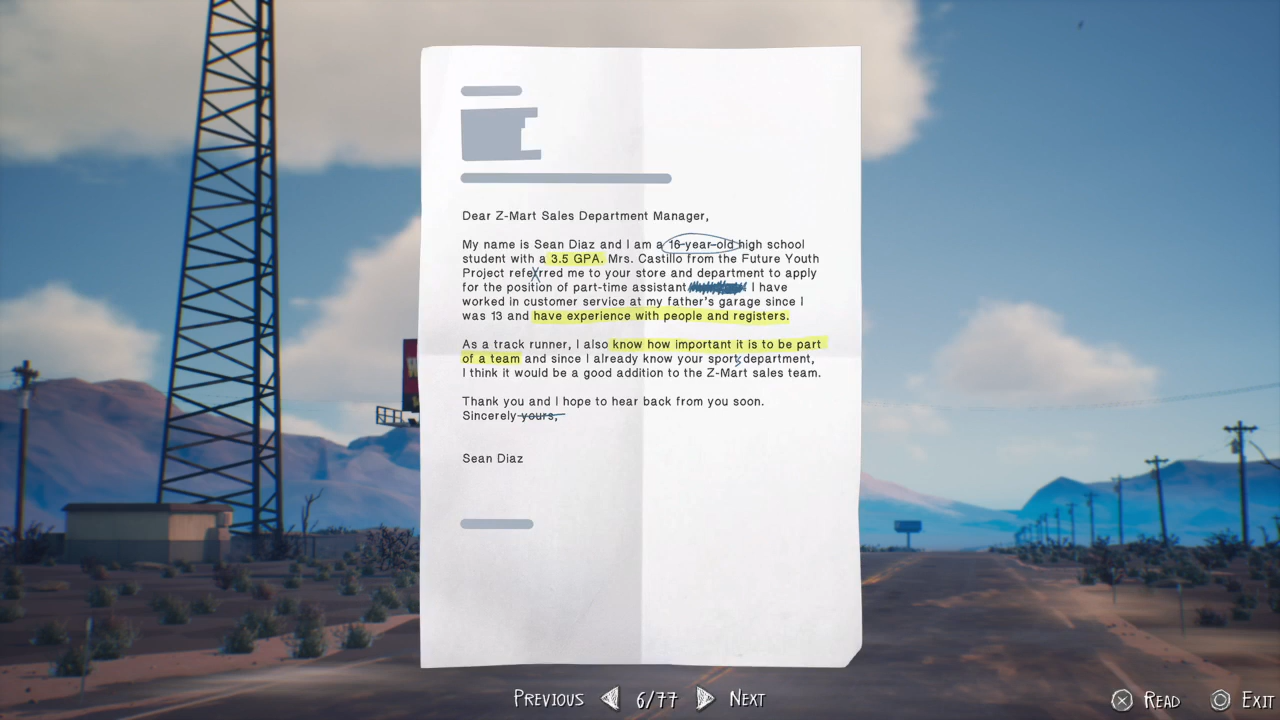 Dear Z-Mart Sales Department Manager,
My name is Sean Diaz and I am a 16-year-old high school
student with a 3.5 GPA. Mrs. Castillo from the Future Youth
Project referrred me to your store and department to apply
for the position of part-time assistant I have
worked in customer service at my father's garage since I
was 13 and have experience with people and registers.
As a track runner, I also know how important it is to be part
of a team and since I already know your sport department,
I think it would be a good addition to the Z-Mart sales team.
Thank you and I hope to hear back from you soon.
Sincerely yours,
Sean Diaz
PREVIOUS 6/77 NEXT
READ EXIT